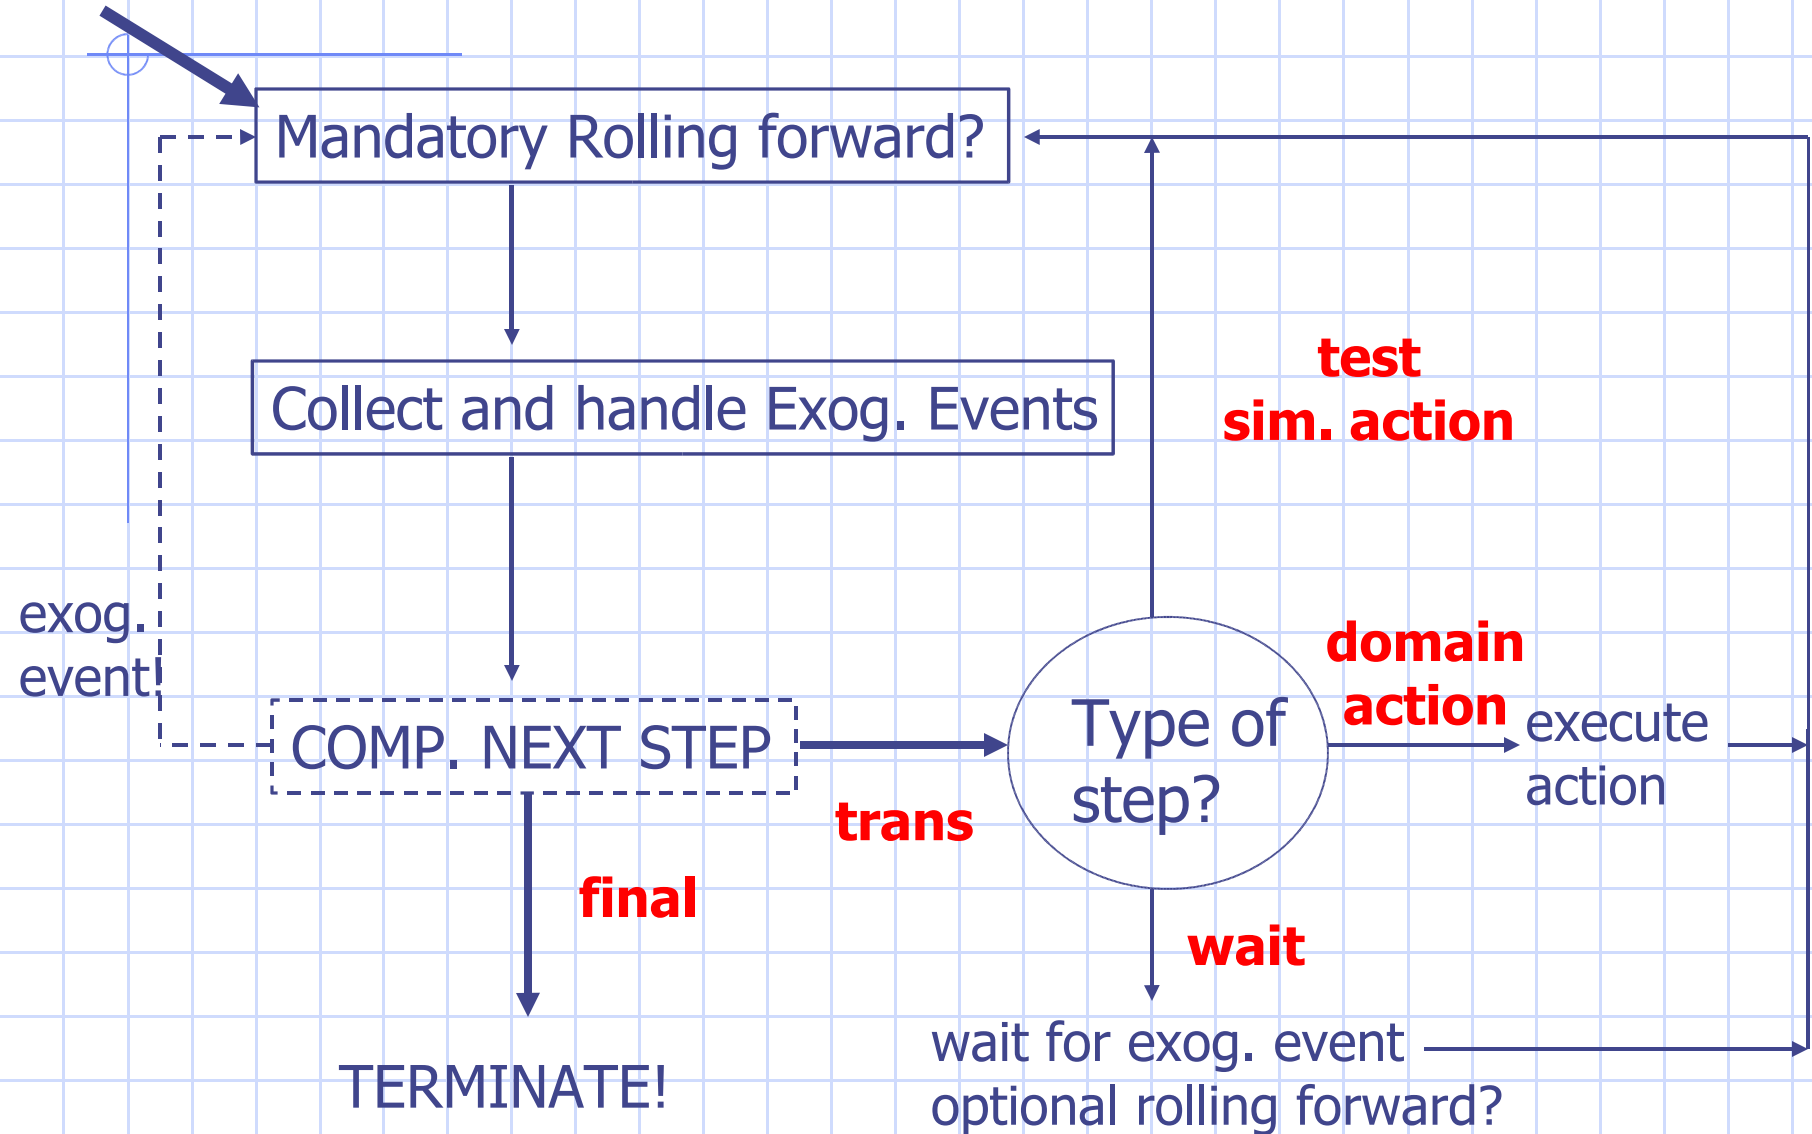 Mandatory Rolling forward?
Collect and handle Exog. Events
test
sim. action
exog.
event!
COMP. NEXT STEP
trans
final
TERMINATE!
Type of
step?
domain
action
execute
action
wait
wait for exog. event
optional rolling forward?